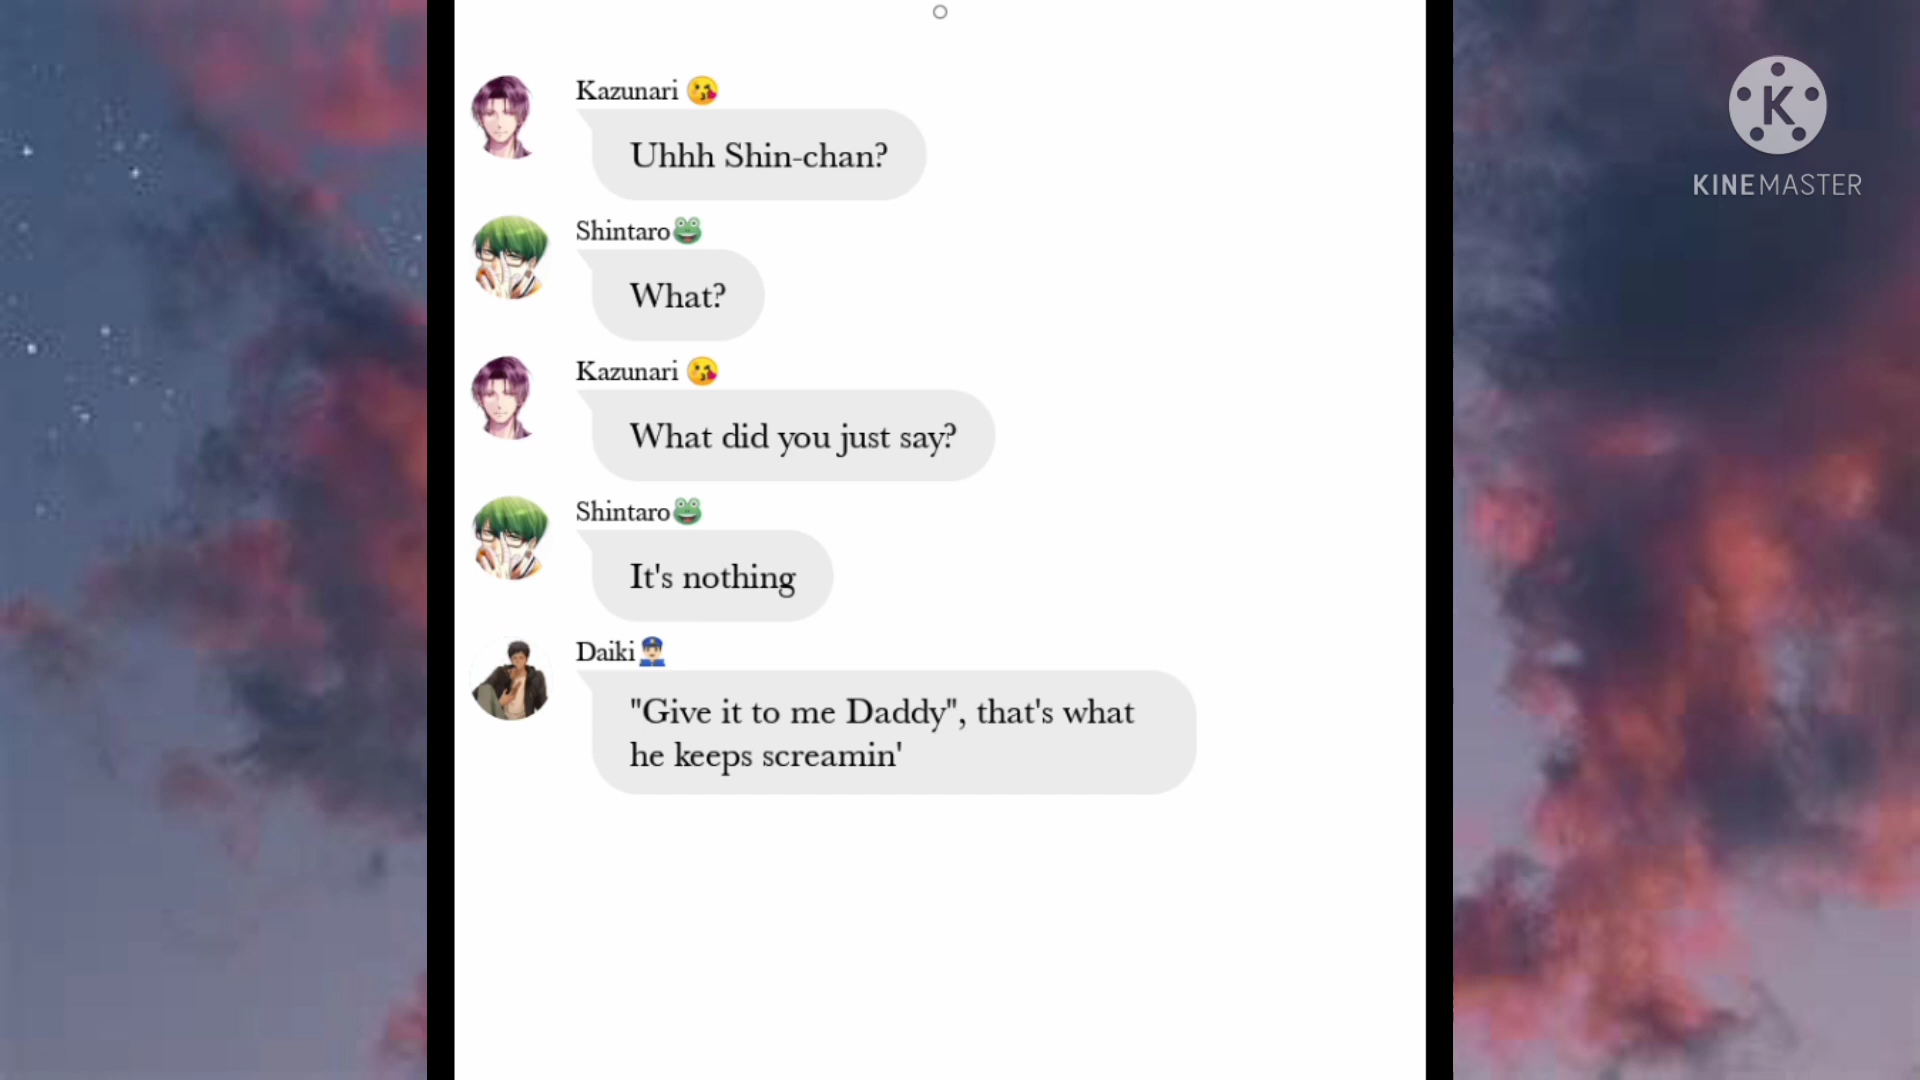 Kazunari 😘
Uhhh Shin-chan?
Shintaro🐸
What?
Kazunari 😘
What did you just say?
Shintaro🐸
It's nothing
Daiki👮🏻‍♂️
"Give it to me Daddy", that's what
he keeps screamin'
K
KINEMASTER